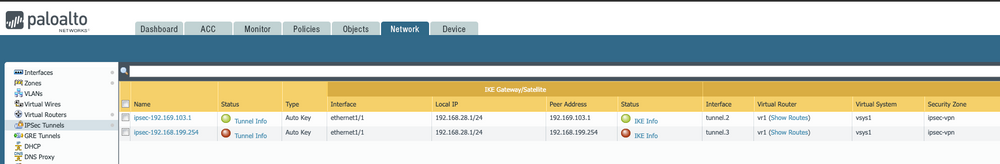 paloalto
NETWORKS
Dashboard ACC Monitor Policies Objects Network Device
Interfaces
Zones
VLANs
Virtual Wires
Virtual Routers
IPSec Tunnels
GRE Tunnels
DHCP
DNS Proxy
IKE Gateway/Satellite
Name Status Type Interface Local IP Peer Address Status Interface Virtual Router Virtual System Security Zone
ipsec-192.169.103.1 Tunnel Info Auto Key ethernet1/1 192.168.28.1/24 192.169.103.1 IKE Info tunnel.2 vr1 (Show Routes) vsys1 ipsec-vpn
ipsec-192.168.199.254 Tunnel Info Auto Key ethernet1/1 192.168.28.1/24 192.168.199.254 IKE Info tunnel.3 vr1 (Show Routes) vsys1 ipsec-vpn